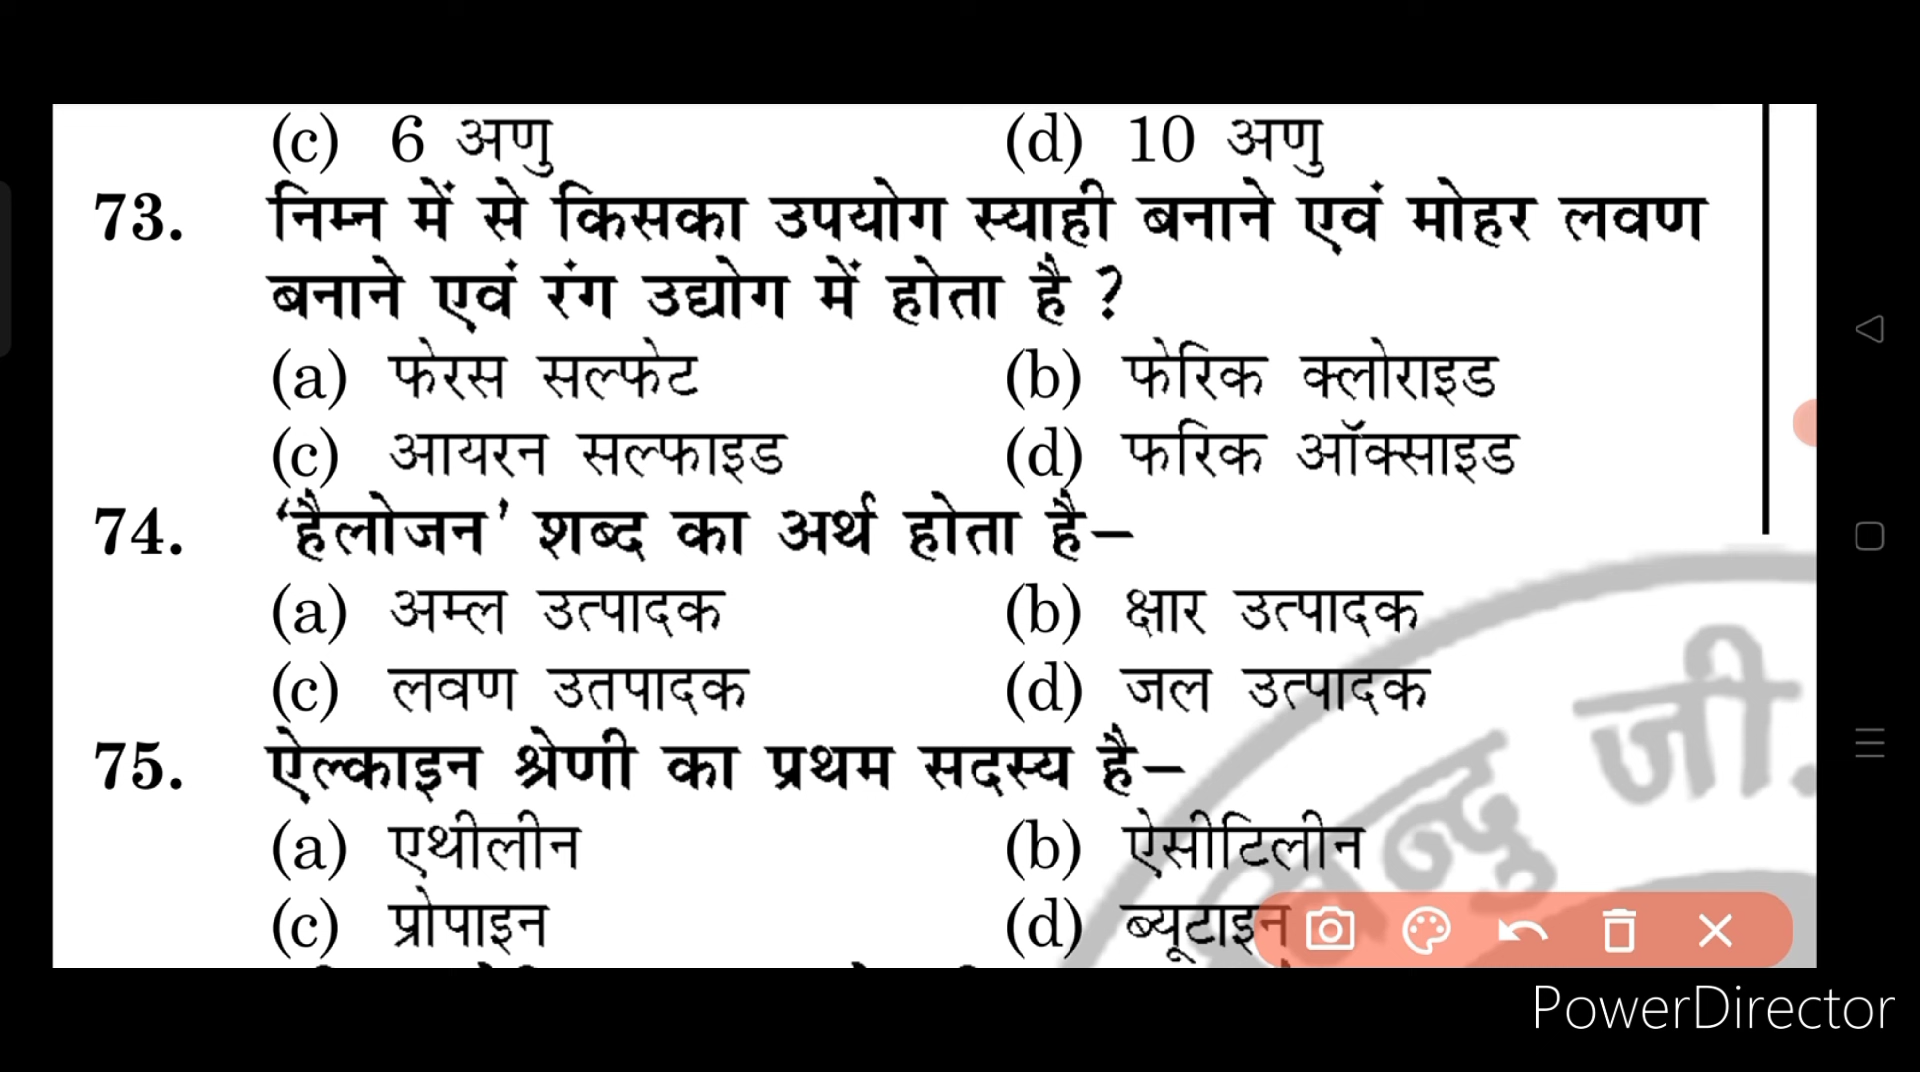 (c) 6 अणु (d) 10 अणु
73. निम्न में से किसका उपयोग स्याही बनाने एवं मोहर लवण
बनाने एवं रंग उद्योग में होता है ?
(a) फेरस सल्फेट (b) फेरिक क्लोराइड
(c) आयरन सल्फाइड (d) फरिक ऑक्साइड
74. ‘हैलोजन’ शब्द का अर्थ होता है–
(a) अम्ल उत्पादक (b) क्षार उत्पादक
(c) लवण उतपादक (d) जल उत्पादक
75. ऐल्काइन श्रेणी का प्रथम सदस्य है–
(a) एथीलीन (b) ऐसीटिलीन
(c) प्रोपाइन (d) ब्यूटाइन
जी.
PowerDirector